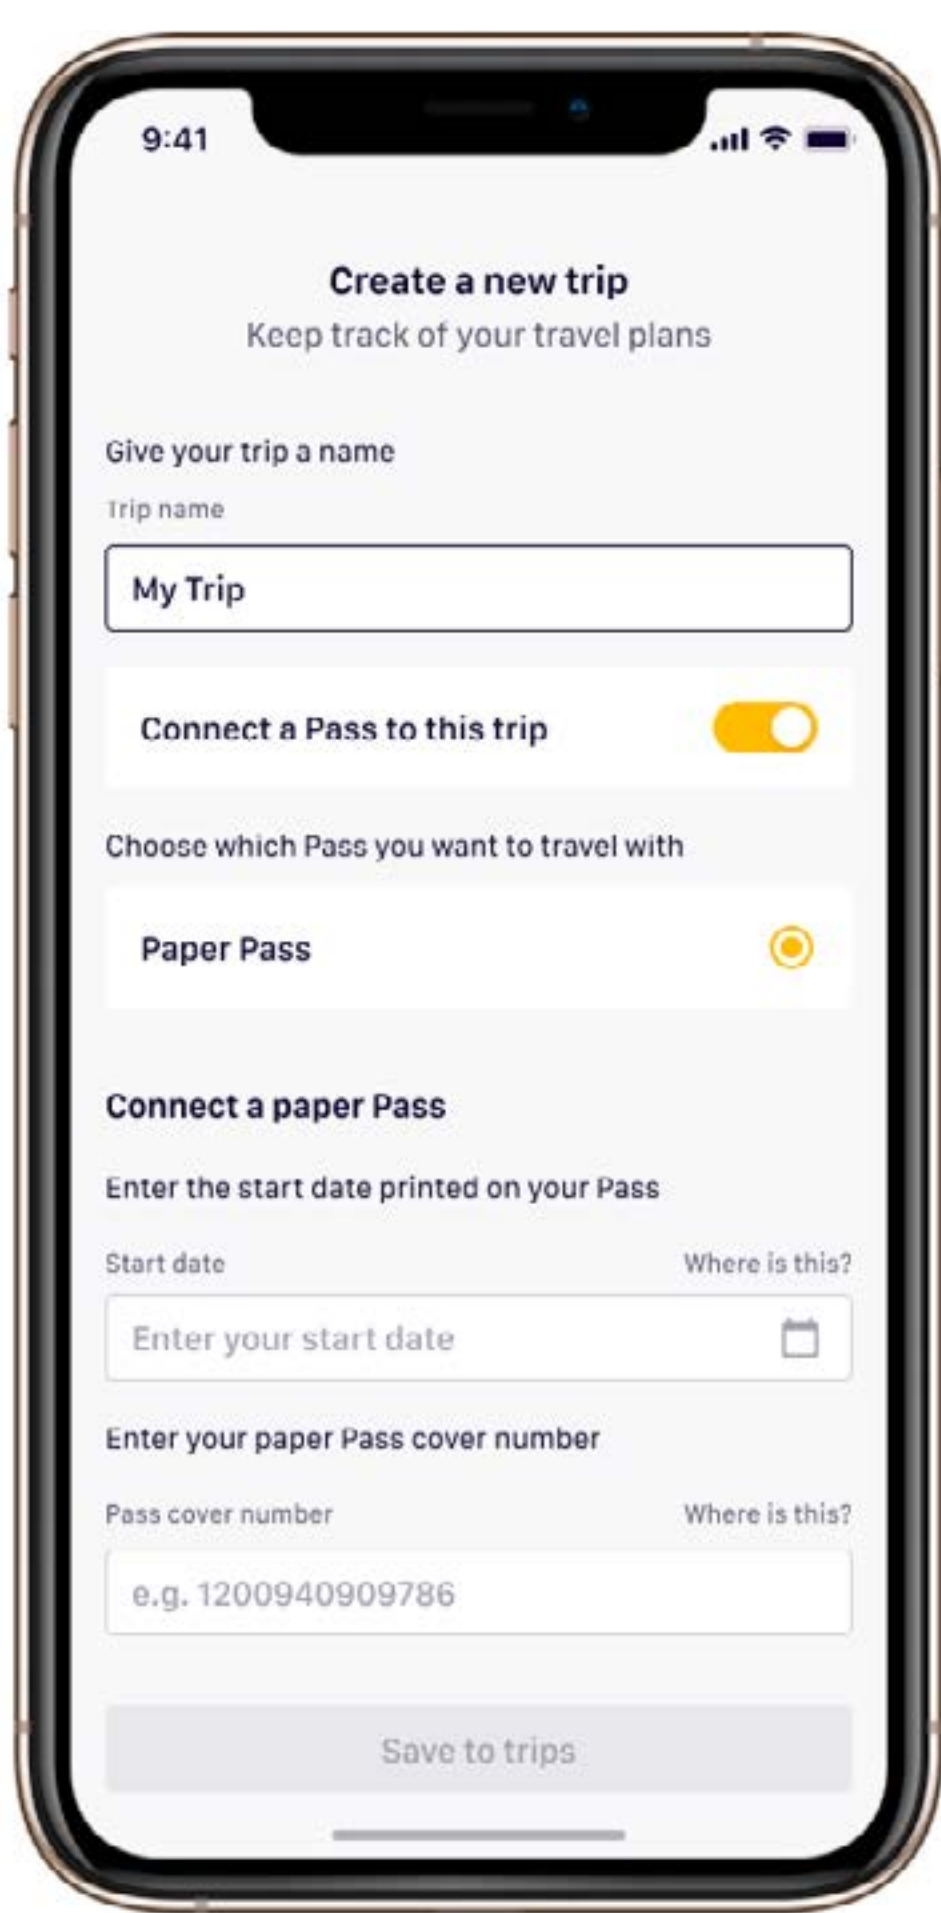 9:41
Create a new trip
Keep track of your travel plans
Give your trip a name
Trip name
My Trip
Connect a Pass to this trip
Choose which Pass you want to travel with
Paper Pass
Connect a paper Pass
Enter the start date printed on your Pass
Start date Where is this?
Enter your start date
Enter your paper Pass cover number
Pass cover number Where is this?
e.g. 1200940909786
Save to trips